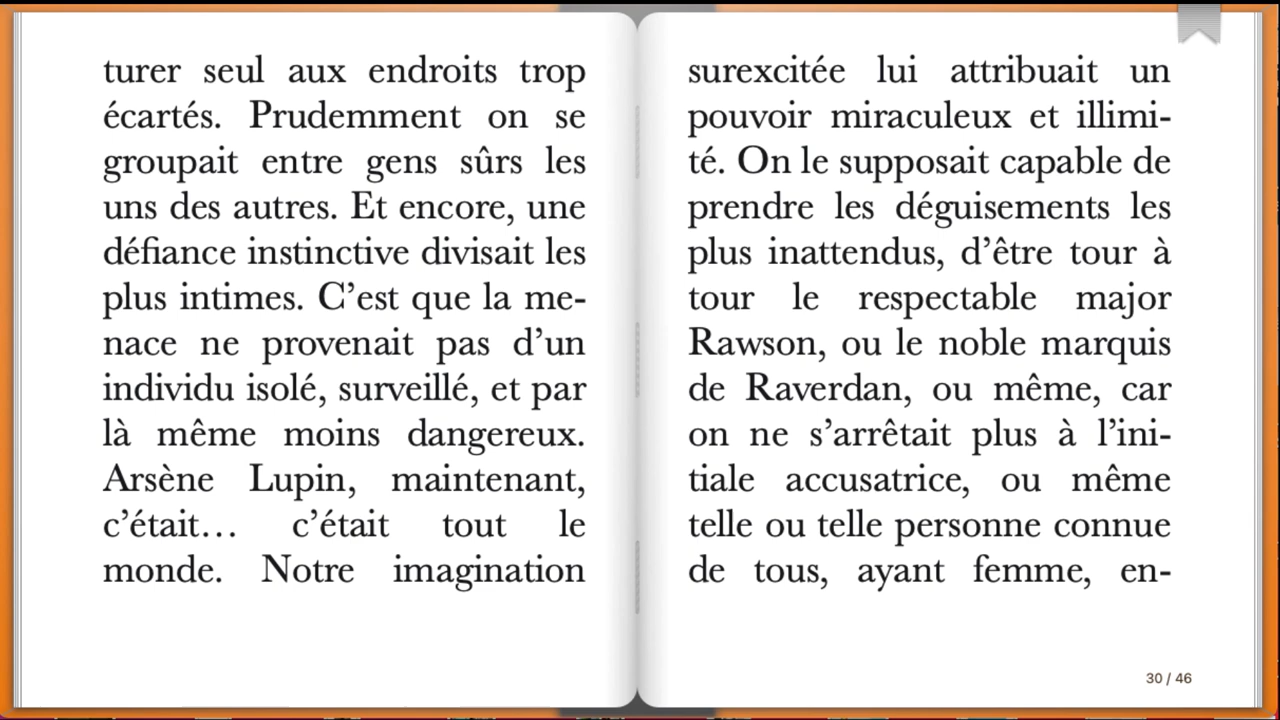 turer seul aux endroits trop
écartés. Prudemment on se
groupait entre gens sûrs les
uns des autres. Et encore, une
défiance instinctive divisait les
plus intimes. C’est que la me-
nace ne provenait pas d’un
individu isolé, surveillé, et par
là même moins dangereux.
Arsène Lupin, maintenant,
c’était… c’était tout le
monde. Notre imagination
surexcitée lui attribuait un
pouvoir miraculeux et illimi-
té. On le supposait capable de
prendre les déguisements les
plus inattendus, d’être tour à
tour le respectable major
Rawson, ou le noble marquis
de Raverdan, ou même, car
on ne s’arrêtait plus à l’ini-
tiale accusatrice, ou même
telle ou telle personne connue
de tous, ayant femme, en-
30 / 46